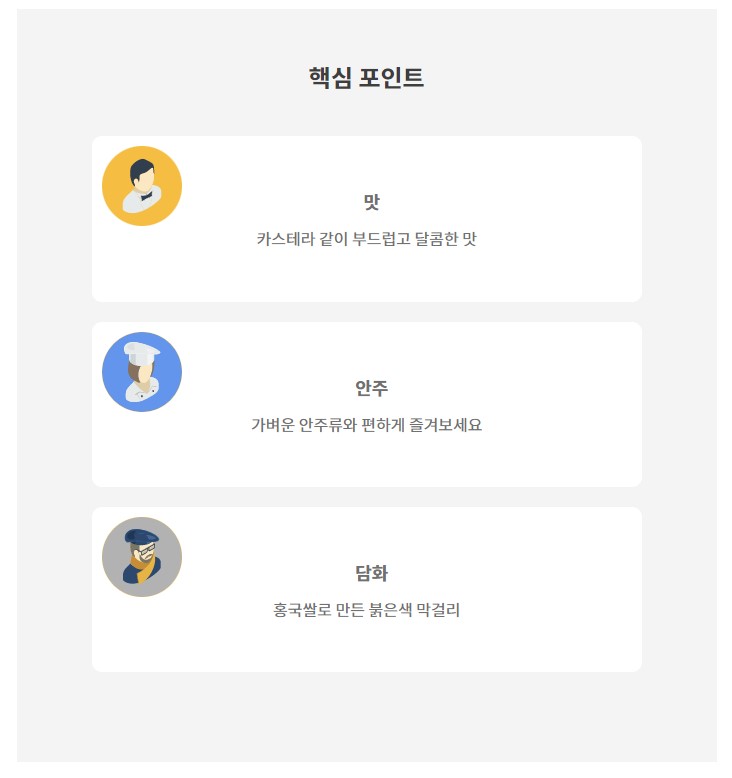 핵심 포인트
맛
카스테라 같이 부드럽고 달콤한 맛
안주
가벼운 안주류와 편하게 즐겨보세요
담화
홍국쌀로 만든 붉은색 막걸리